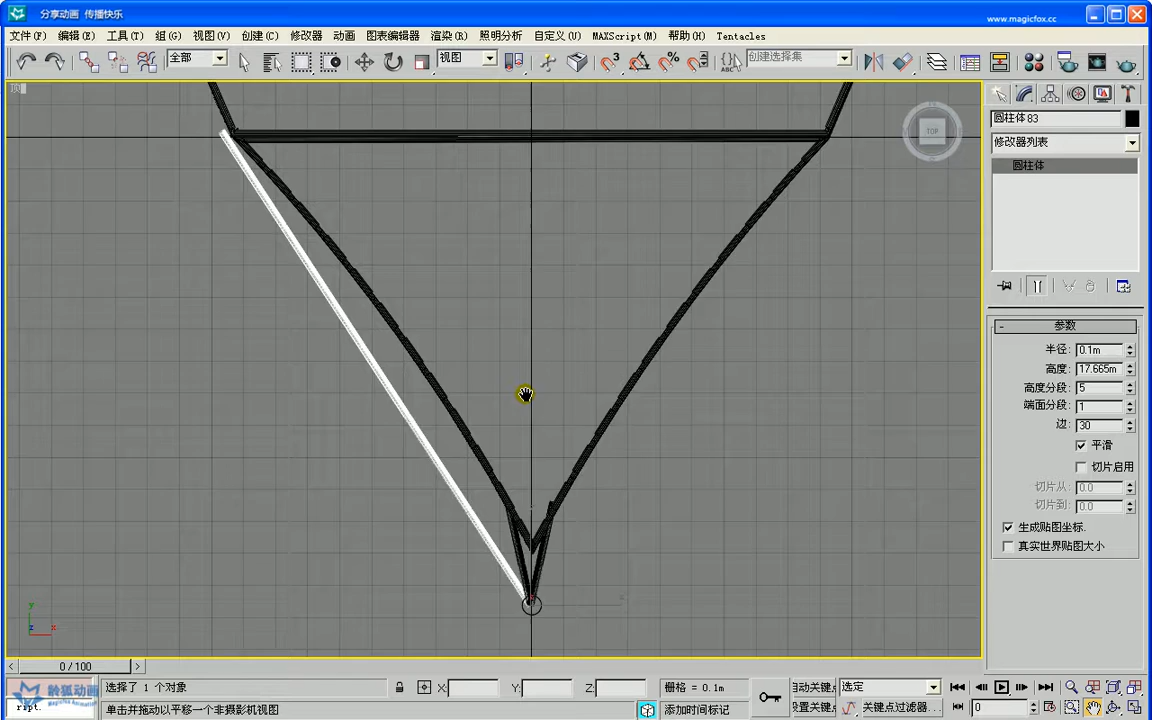 分享动画 传播快乐
www.magicfox.cc
文件(F) 编辑(E) 工具(T) 组(G) 视图(V) 创建(C) 修改器 动画 图表编辑器 渲染(R) 照明分析 自定义(U) MAXScript(M) 帮助(H) Tentacles
全部
视图
3
ABC
创建选择集
顶
TOP
圆柱体83
修改器列表
圆柱体
- 参数
半径: 0.1m
高度: 17.665m
高度分段: 5
端面分段: 1
边: 30
平滑
切片启用
切片从: 0.0
切片到: 0.0
生成贴图坐标.
真实世界贴图大小
y
z x
< 0 / 100 >
龄狐动画
ript.
选择了 1 个对象
X: Y: Z:
栅格 = 0.1m
自动关键点
选定
单击并拖动以平移一个非摄影机视图
添加时间标记
设置关键点
关键点过滤器...
0